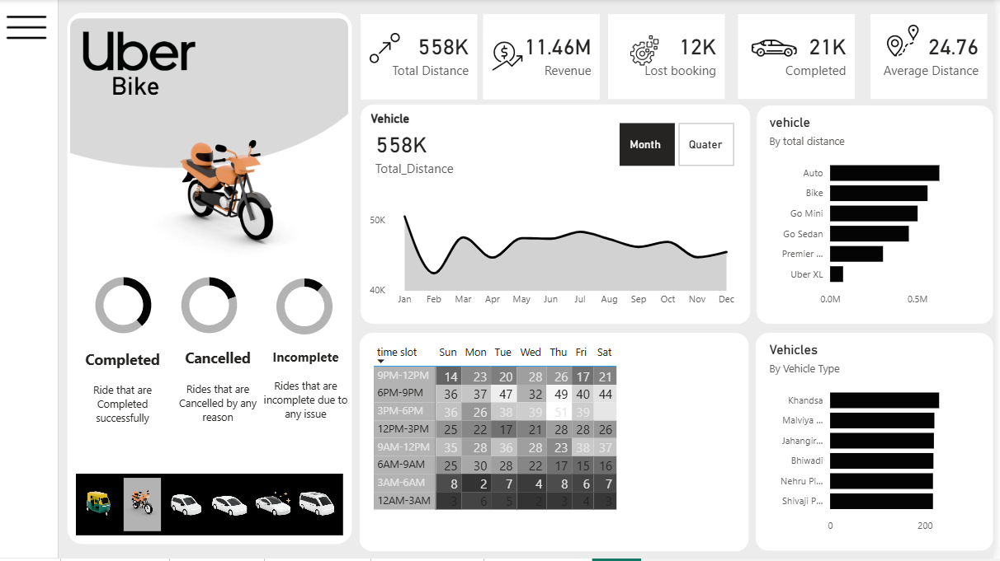 Uber
Bike
558K
Total Distance
11.46M
Revenue
12K
Lost booking
21K
Completed
24.76
Average Distance
Vehicle
558K
Total_Distance
Month
Quater
50K
40K
Jan Feb Mar Apr May Jun Jul Aug Sep Oct Nov Dec
vehicle
By total distance
Auto
Bike
Go Mini
Go Sedan
Premier ...
Uber XL
0.0M 0.5M
Completed
Ride that are
Completed
successfully
Cancelled
Rides that are
Cancelled by any
reason
Incomplete
Rides that are
incomplete due to
any issue
time slot Sun Mon Tue Wed Thu Fri Sat
9PM-12PM 14 23 20 28 26 17 21
6PM-9PM 36 37 47 32 49 40 44
3PM-6PM 36 26 38 39 51 39
12PM-3PM 25 22 17 21 28 28 26
9AM-12PM 35 28 36 28 23 38 37
6AM-9AM 25 30 28 22 17 15 16
3AM-6AM 8 2 7 4 8 6 7
12AM-3AM 3 6 5 2 3 4 3
Vehicles
By Vehicle Type
Khandsa
Malviya ...
Jahangir...
Bhiwadi
Nehru Pl...
Shivaji P...
0 200